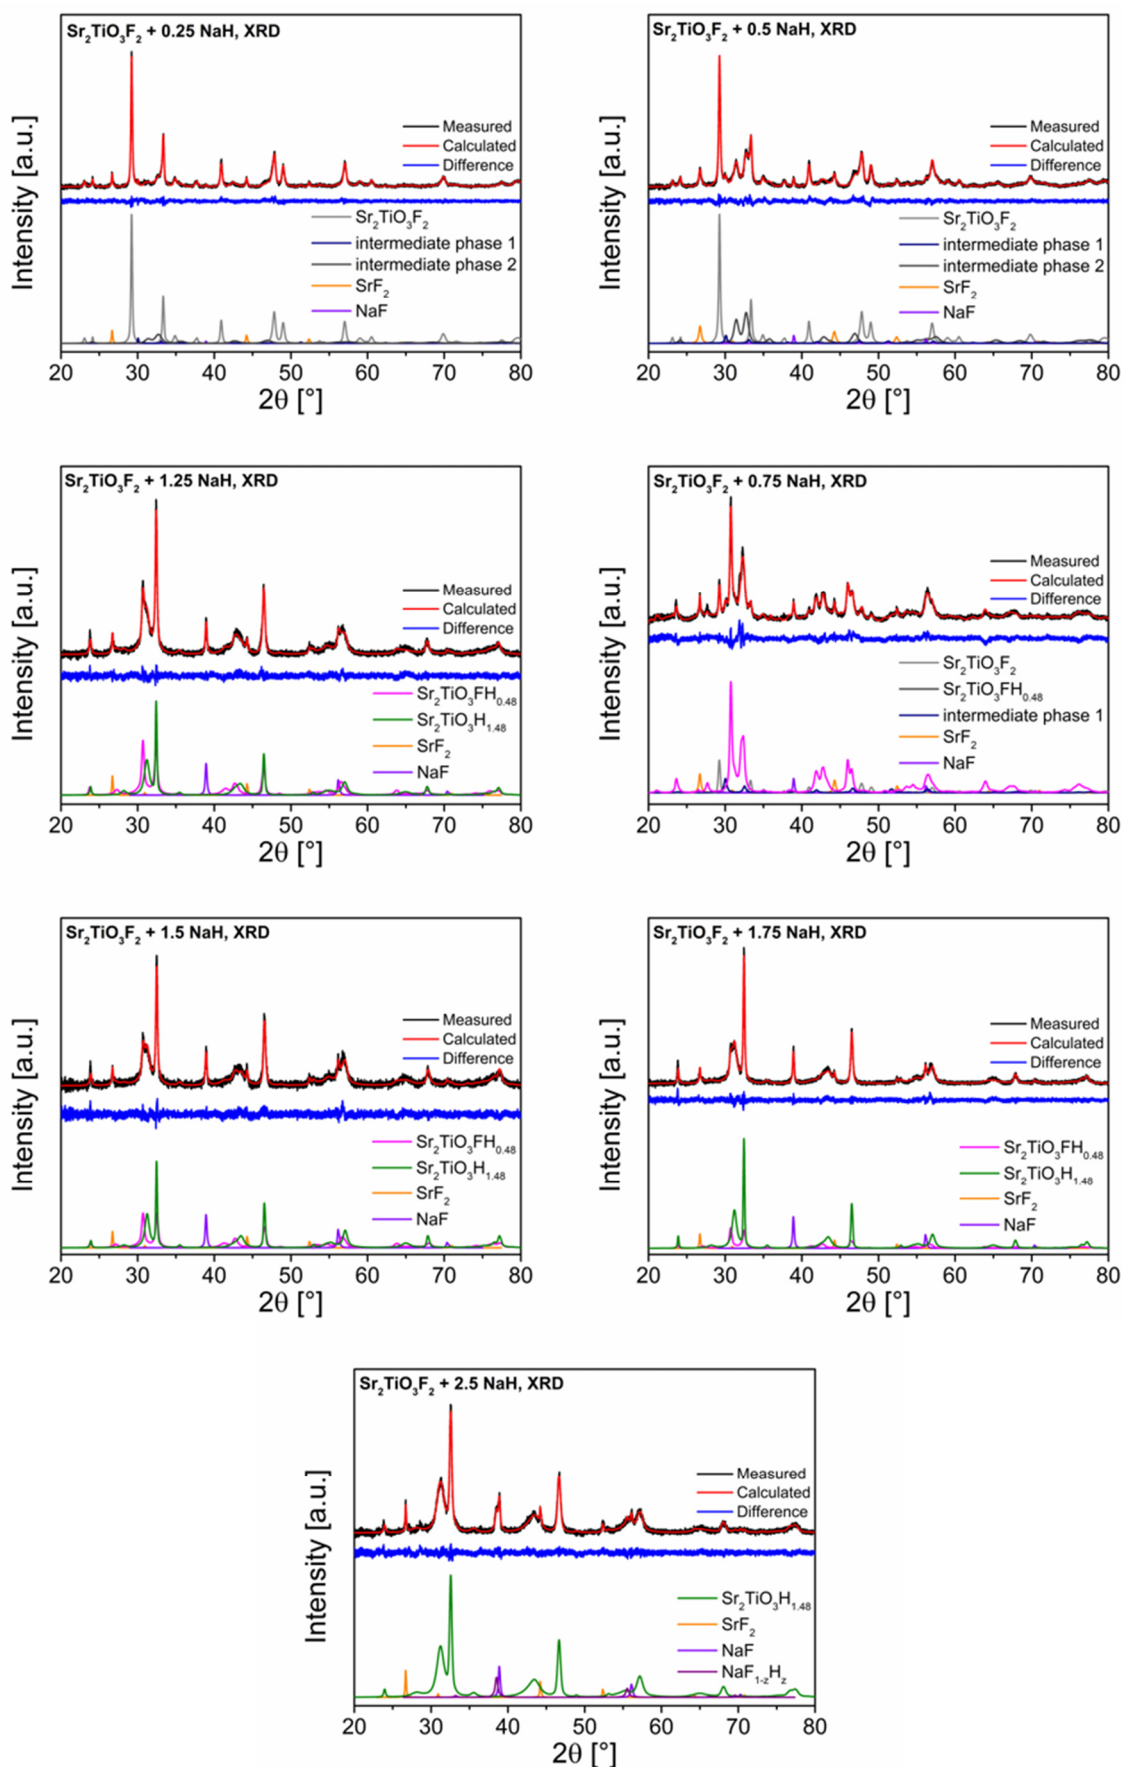 Sr₂TiO₃F₂ + 0.25 NaH, XRD
Intensity [a.u.]
Measured
Calculated
Difference
Sr₂TiO₃F₂
intermediate phase 1
intermediate phase 2
SrF₂
NaF
20 30 40 50 60 70 80
2θ [°]
Sr₂TiO₃F₂ + 0.5 NaH, XRD
Intensity [a.u.]
Measured
Calculated
Difference
Sr₂TiO₃F₂
intermediate phase 1
intermediate phase 2
SrF₂
NaF
20 30 40 50 60 70 80
2θ [°]
Sr₂TiO₃F₂ + 1.25 NaH, XRD
Intensity [a.u.]
Measured
Calculated
Difference
Sr₂TiO₃FH₀.₄₈
Sr₂TiO₃H₁.₄₈
SrF₂
NaF
20 30 40 50 60 70 80
2θ [°]
Sr₂TiO₃F₂ + 0.75 NaH, XRD
Intensity [a.u.]
Measured
Calculated
Difference
Sr₂TiO₃F₂
Sr₂TiO₃FH₀.₄₈
intermediate phase 1
SrF₂
NaF
20 30 40 50 60 70 80
2θ [°]
Sr₂TiO₃F₂ + 1.5 NaH, XRD
Intensity [a.u.]
Measured
Calculated
Difference
Sr₂TiO₃FH₀.₄₈
Sr₂TiO₃H₁.₄₈
SrF₂
NaF
20 30 40 50 60 70 80
2θ [°]
Sr₂TiO₃F₂ + 1.75 NaH, XRD
Intensity [a.u.]
Measured
Calculated
Difference
Sr₂TiO₃FH₀.₄₈
Sr₂TiO₃H₁.₄₈
SrF₂
NaF
20 30 40 50 60 70 80
2θ [°]
Sr₂TiO₃F₂ + 2.5 NaH, XRD
Intensity [a.u.]
Measured
Calculated
Difference
Sr₂TiO₃H₁.₄₈
SrF₂
NaF
NaF₁₋zHz
20 30 40 50 60 70 80
2θ [°]